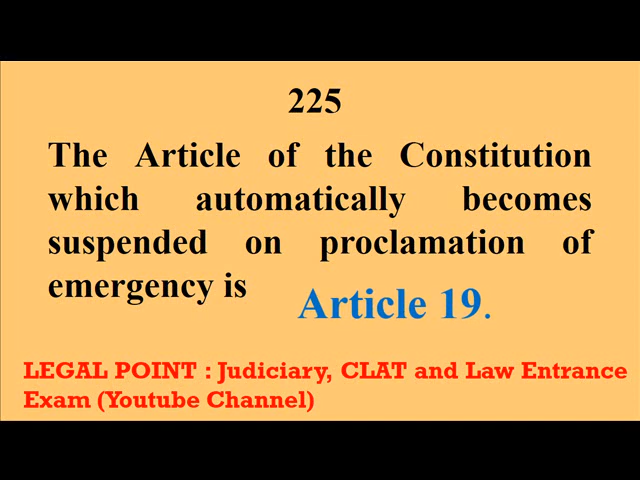 225
The Article of the Constitution
which automatically becomes
suspended on proclamation of
emergency is Article 19.
LEGAL POINT : Judiciary, CLAT and Law Entrance
Exam (Youtube Channel)